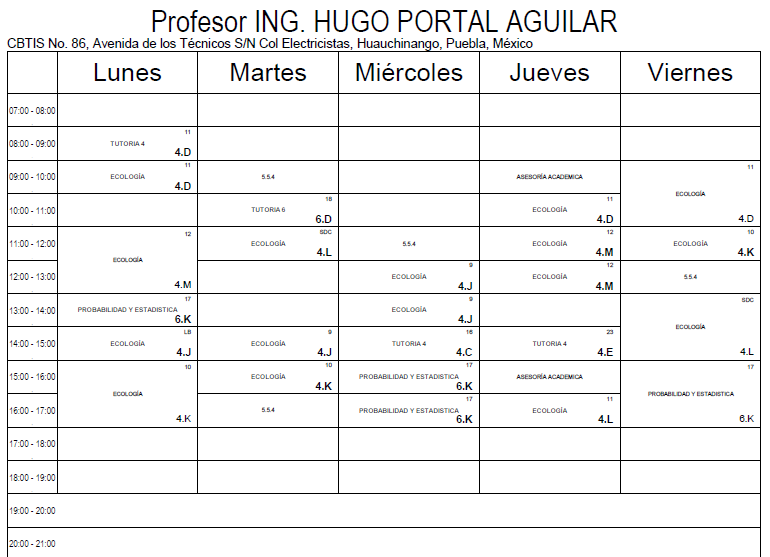 Profesor ING. HUGO PORTAL AGUILAR
CBTIS No. 86, Avenida de los Técnicos S/N Col Electricistas, Huauchinango, Puebla, México
Lunes Martes Miércoles Jueves Viernes
07:00 - 08:00
08:00 - 09:00
11
TUTORIA 4
4.D
09:00 - 10:00
11
ECOLOGÍA
4.D
5.5.4
ASESORÍA ACADEMICA
11
ECOLOGÍA
4.D
10:00 - 11:00
18
TUTORIA 6
6.D
11
ECOLOGÍA
4.D
11:00 - 12:00
12
ECOLOGÍA
4.M
SDC
ECOLOGÍA
4.L
5.5.4
12
ECOLOGÍA
4.M
10
ECOLOGÍA
4.K
12:00 - 13:00
9
ECOLOGÍA
4.J
12
ECOLOGÍA
4.M
5.5.4
13:00 - 14:00
17
PROBABILIDAD Y ESTADISTICA
6.K
9
ECOLOGÍA
4.J
SDC
ECOLOGÍA
4.L
14:00 - 15:00
LB
ECOLOGÍA
4.J
9
ECOLOGÍA
4.J
16
TUTORIA 4
4.C
23
TUTORIA 4
4.E
15:00 - 16:00
10
ECOLOGÍA
4.K
10
ECOLOGÍA
4.K
17
PROBABILIDAD Y ESTADISTICA
6.K
ASESORÍA ACADEMICA
17
PROBABILIDAD Y ESTADISTICA
6.K
16:00 - 17:00
5.5.4
17
PROBABILIDAD Y ESTADISTICA
6.K
11
ECOLOGÍA
4.L
17:00 - 18:00
18:00 - 19:00
19:00 - 20:00
20:00 - 21:00